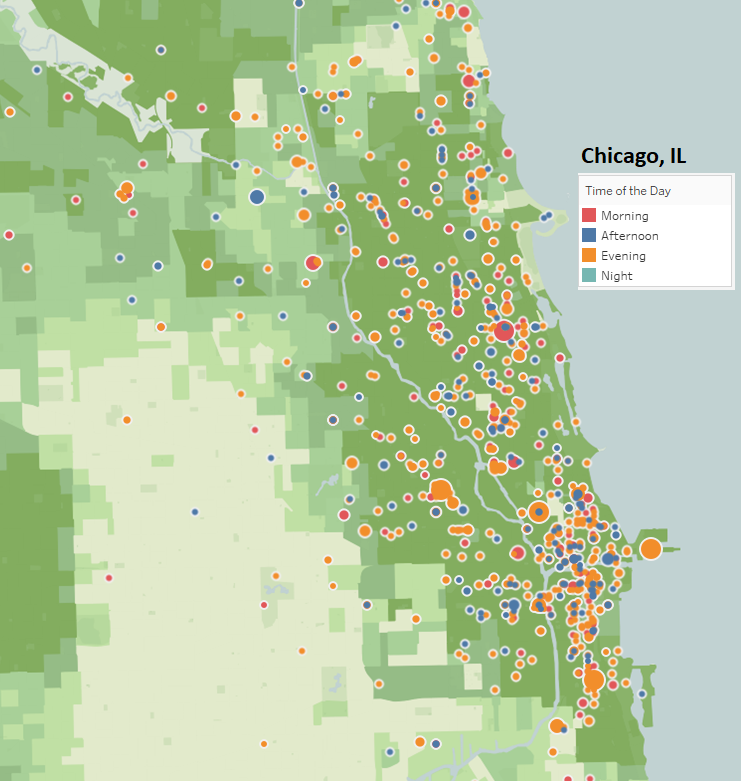 Chicago, IL
Time of the Day
Morning
Afternoon
Evening
Night